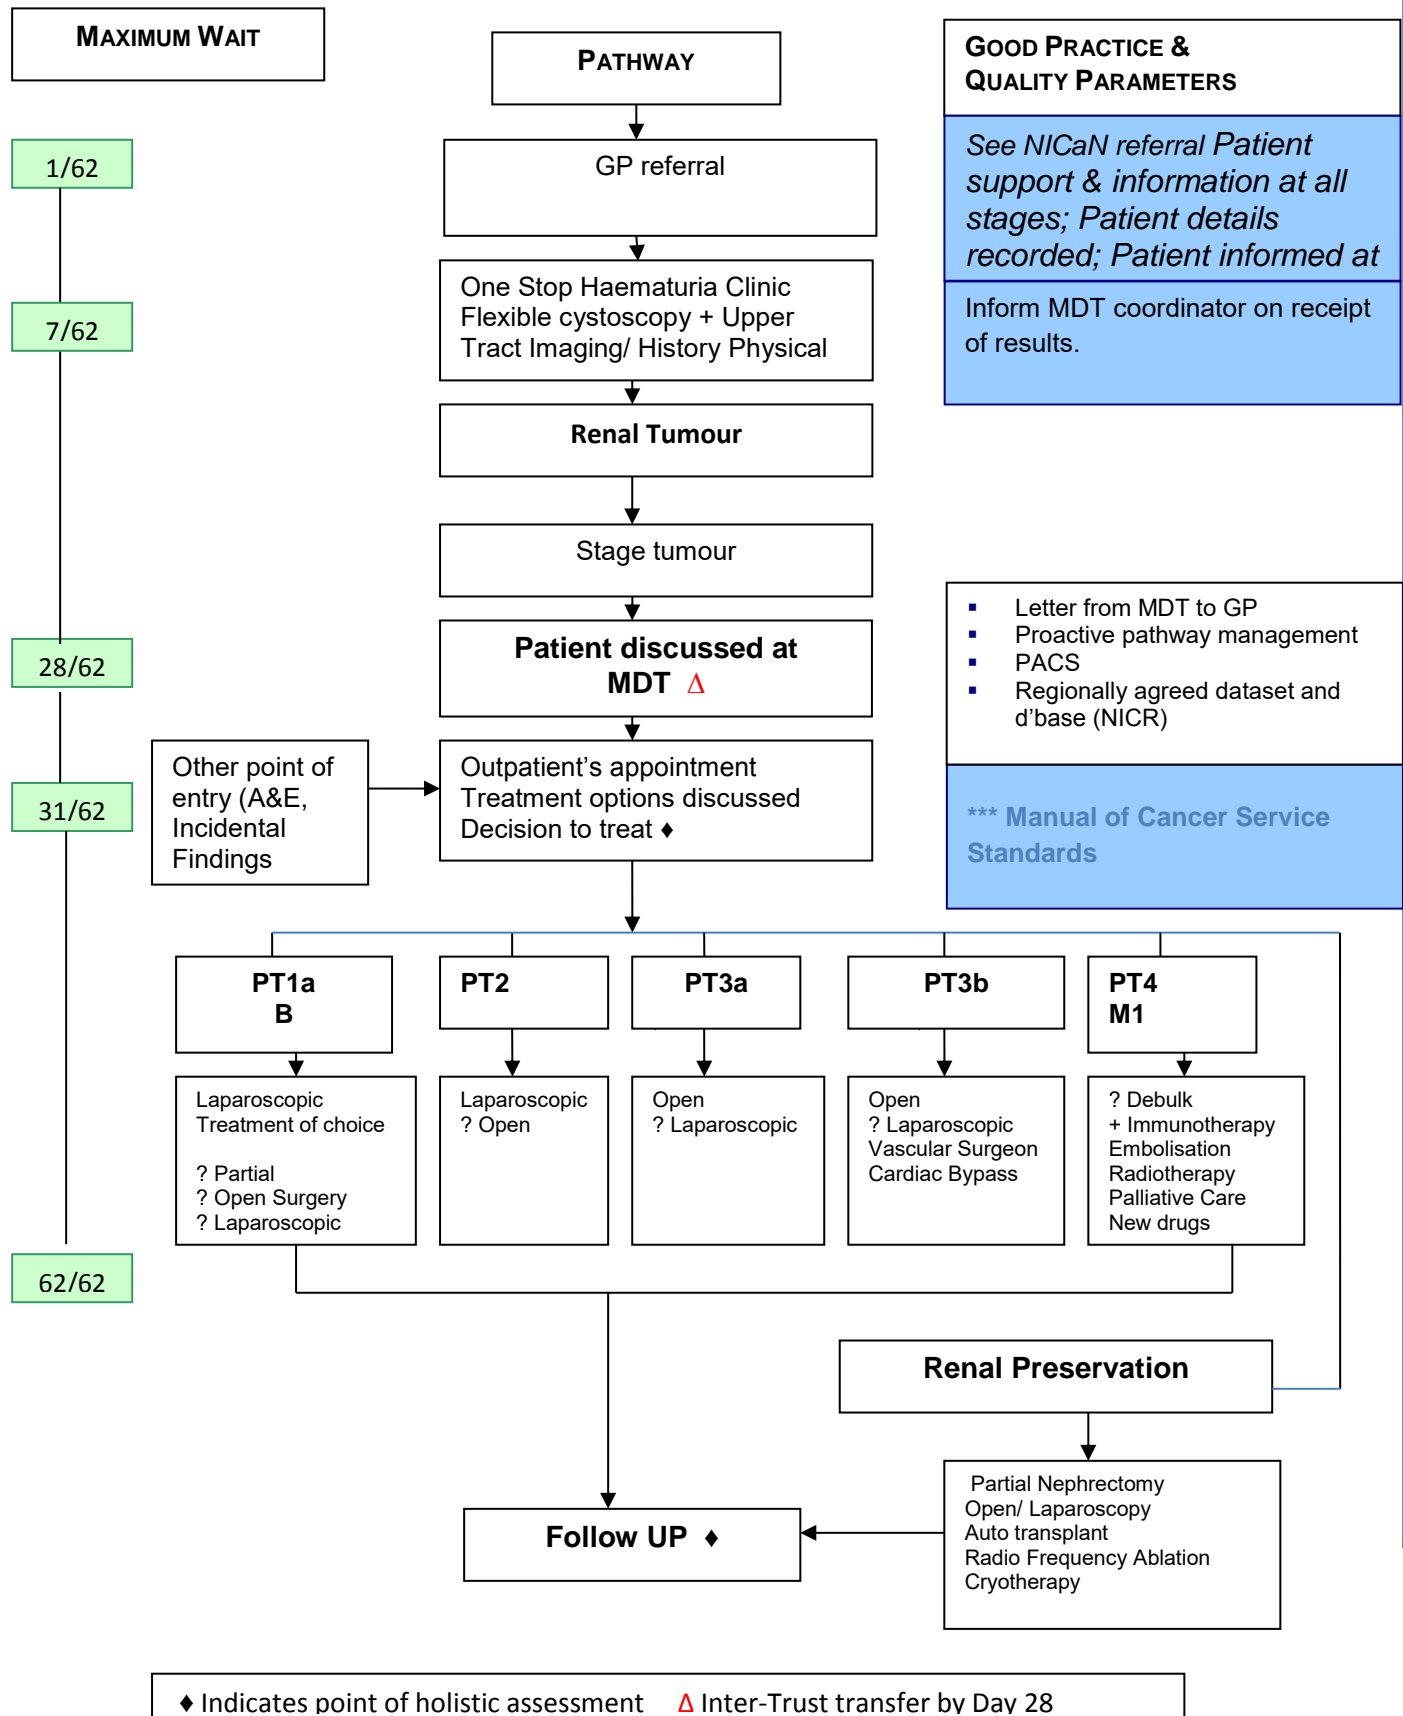 MAXIMUM WAIT
PATHWAY
GOOD PRACTICE &
QUALITY PARAMETERS
1/62
GP referral
See NICaN referral Patient
support & information at all
stages; Patient details
recorded; Patient informed at
7/62
One Stop Haematuria Clinic
Flexible cystoscopy + Upper
Tract Imaging/ History Physical
Inform MDT coordinator on receipt
of results.
Renal Tumour
Stage tumour
28/62
Patient discussed at
MDT Δ
▪ Letter from MDT to GP
▪ Proactive pathway management
▪ PACS
▪ Regionally agreed dataset and
d’base (NICR)
31/62
Other point of
entry (A&E,
Incidental
Findings
Outpatient’s appointment
Treatment options discussed
Decision to treat ♦
*** Manual of Cancer Service
Standards
PT1a
B
PT2
PT3a
PT3b
PT4
M1
Laparoscopic
Treatment of choice
? Partial
? Open Surgery
? Laparoscopic
Laparoscopic
? Open
Open
? Laparoscopic
Open
? Laparoscopic
Vascular Surgeon
Cardiac Bypass
? Debulk
+ Immunotherapy
Embolisation
Radiotherapy
Palliative Care
New drugs
62/62
Renal Preservation
Partial Nephrectomy
Open/ Laparoscopy
Auto transplant
Radio Frequency Ablation
Cryotherapy
Follow UP ♦
♦ Indicates point of holistic assessment Δ Inter-Trust transfer by Day 28